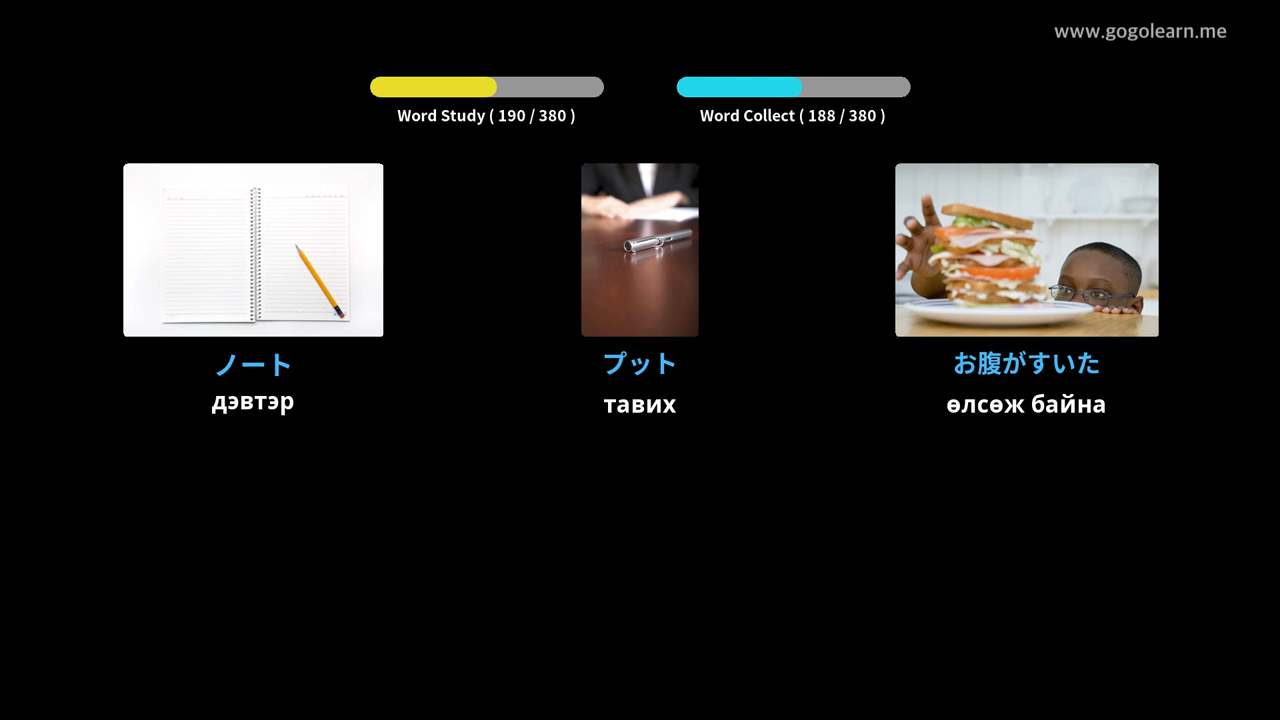 www.gogolearn.me
Word Study ( 190 / 380 )
Word Collect ( 188 / 380 )
ノート
дэвтэр
プット
тавих
お腹がすいた
өлсөж байна